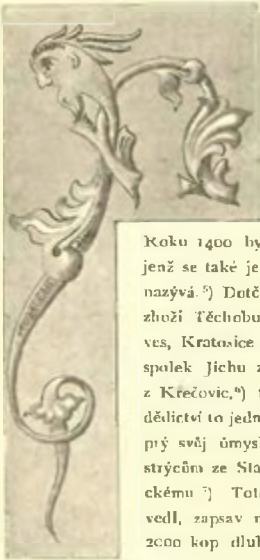 Roku 1400 by
jenž se také je
nazývá.⁵) Dotč
zboží Těchobu
ves, Kratosice
spolek Jichu z
z Krečovic,⁶)
dědictví to jedn
prý svůj úmysl
strýcům ze Sla
ckému ⁷) Tot
vedl, zapsav n
2000 kop dluh